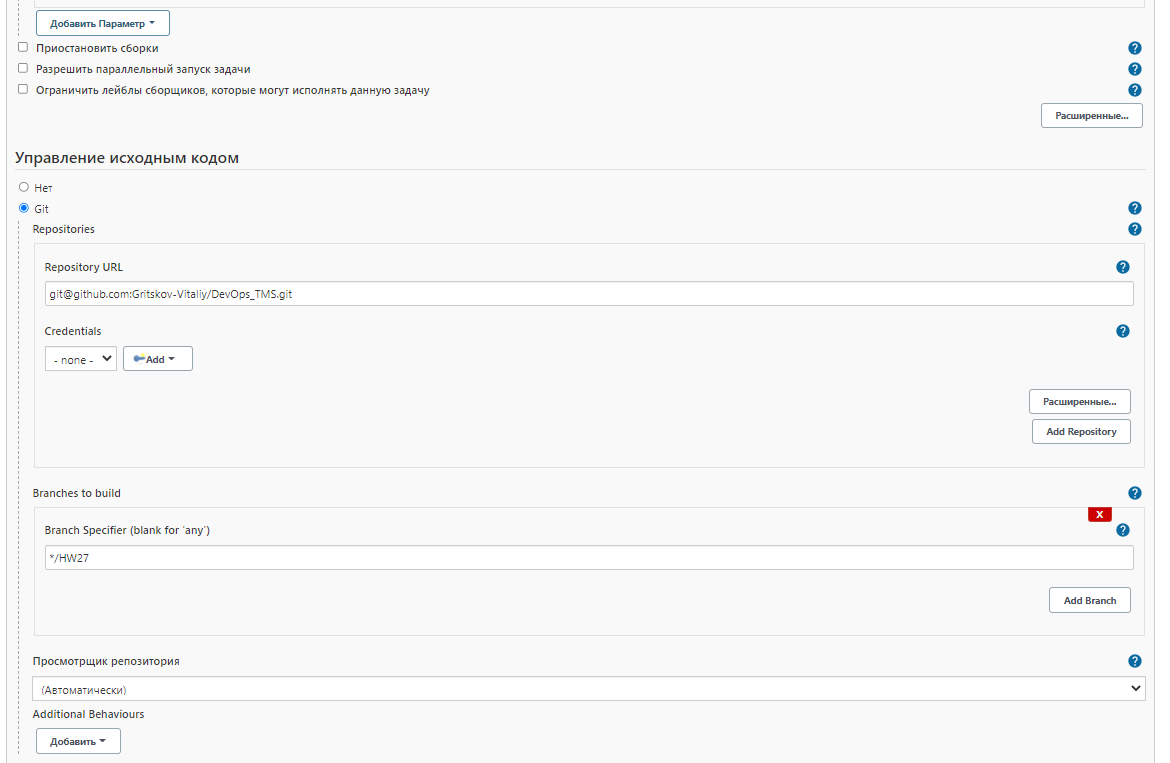 Добавить Параметр
Приостановить сборки
Разрешить параллельный запуск задачи
Ограничить лейблы сборщиков, которые могут исполнять данную задачу
Расширенные...
Управление исходным кодом
Нет
Git
Repositories
Repository URL
git@github.com:Gritskov-Vitaliy/DevOps_TMS.git
Credentials
- none -
Add
Расширенные...
Add Repository
Branches to build
X
Branch Specifier (blank for 'any')
*/HW27
Add Branch
Просмотрщик репозитория
(Автоматически)
Additional Behaviours
Добавить